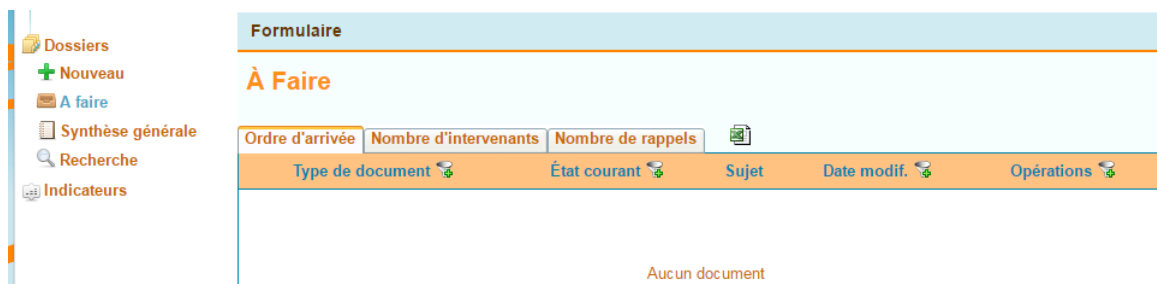 Dossiers
Nouveau
A faire
Synthèse générale
Recherche
Indicateurs
Formulaire
À Faire
Ordre d'arrivée Nombre d'intervenants Nombre de rappels
Type de document État courant Sujet Date modif. Opérations
Aucun document